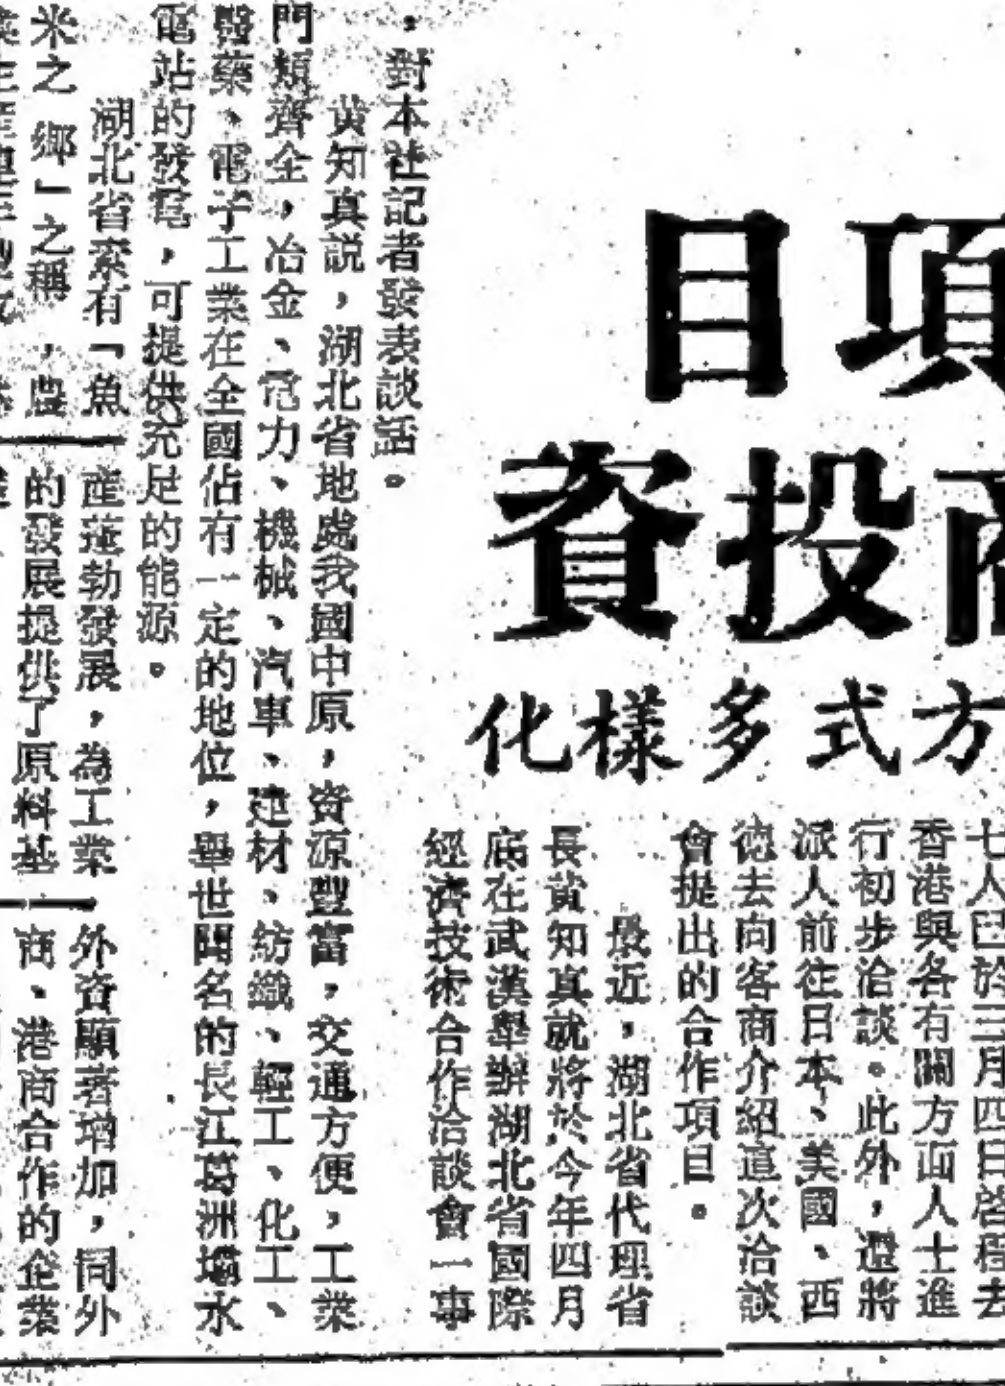 項目
商投資
方式多樣化
七人已於三月四日啓程去
香港與各有關方面人士進
行初步洽談。此外，還將
派人前往日本、美國、西
德去向客商介紹這次洽談
會提出的合作項目。
最近，湖北省代理省
長黃知真就將於今年四月
底在武漢舉辦湖北省國際
經濟技術合作洽談會一事
，對本社記者發表談話。
黃知真說，湖北省地處我國中原，資源豐富，交通方便，工業
門類齊全，冶金、電力、機械、汽車、建材、紡織、輕工、化工、
醫藥、電子工業在全國佔有一定的地位，舉世聞名的長江葛洲壩水
電站的發電，可提供充足的能源。
湖北省素有「魚
米之鄉」之稱，農
產蓬勃發展，為工業
的發展提供了原料基
外資顯著增加，同外
商、港商合作的企業